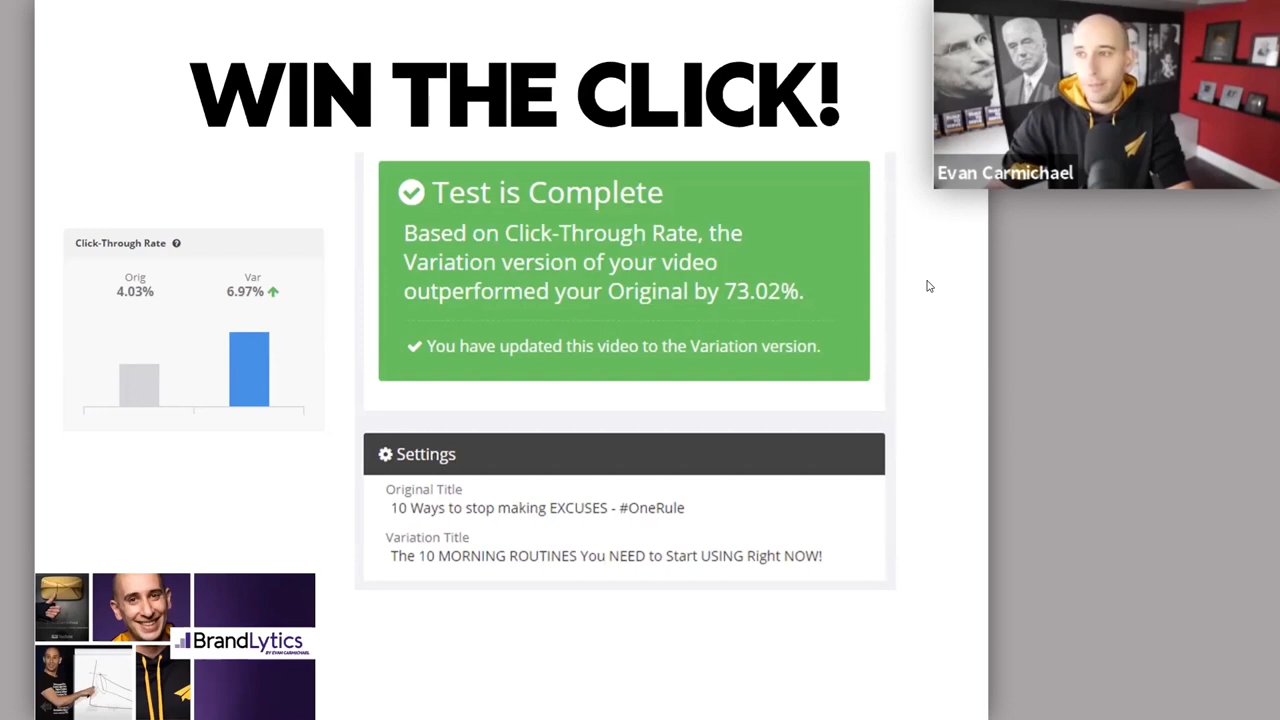 WIN THE CLICK!
Evan Carmichael
Test is Complete
Based on Click-Through Rate, the
Variation version of your video
outperformed your Original by 73.02%.
You have updated this video to the Variation version.
Click-Through Rate
Orig Var
4.03% 6.97%
Settings
Original Title
10 Ways to stop making EXCUSES - #OneRule
Variation Title
The 10 MORNING ROUTINES You NEED to Start USING Right NOW!
BrandLytics
BY EVAN CARMICHAEL